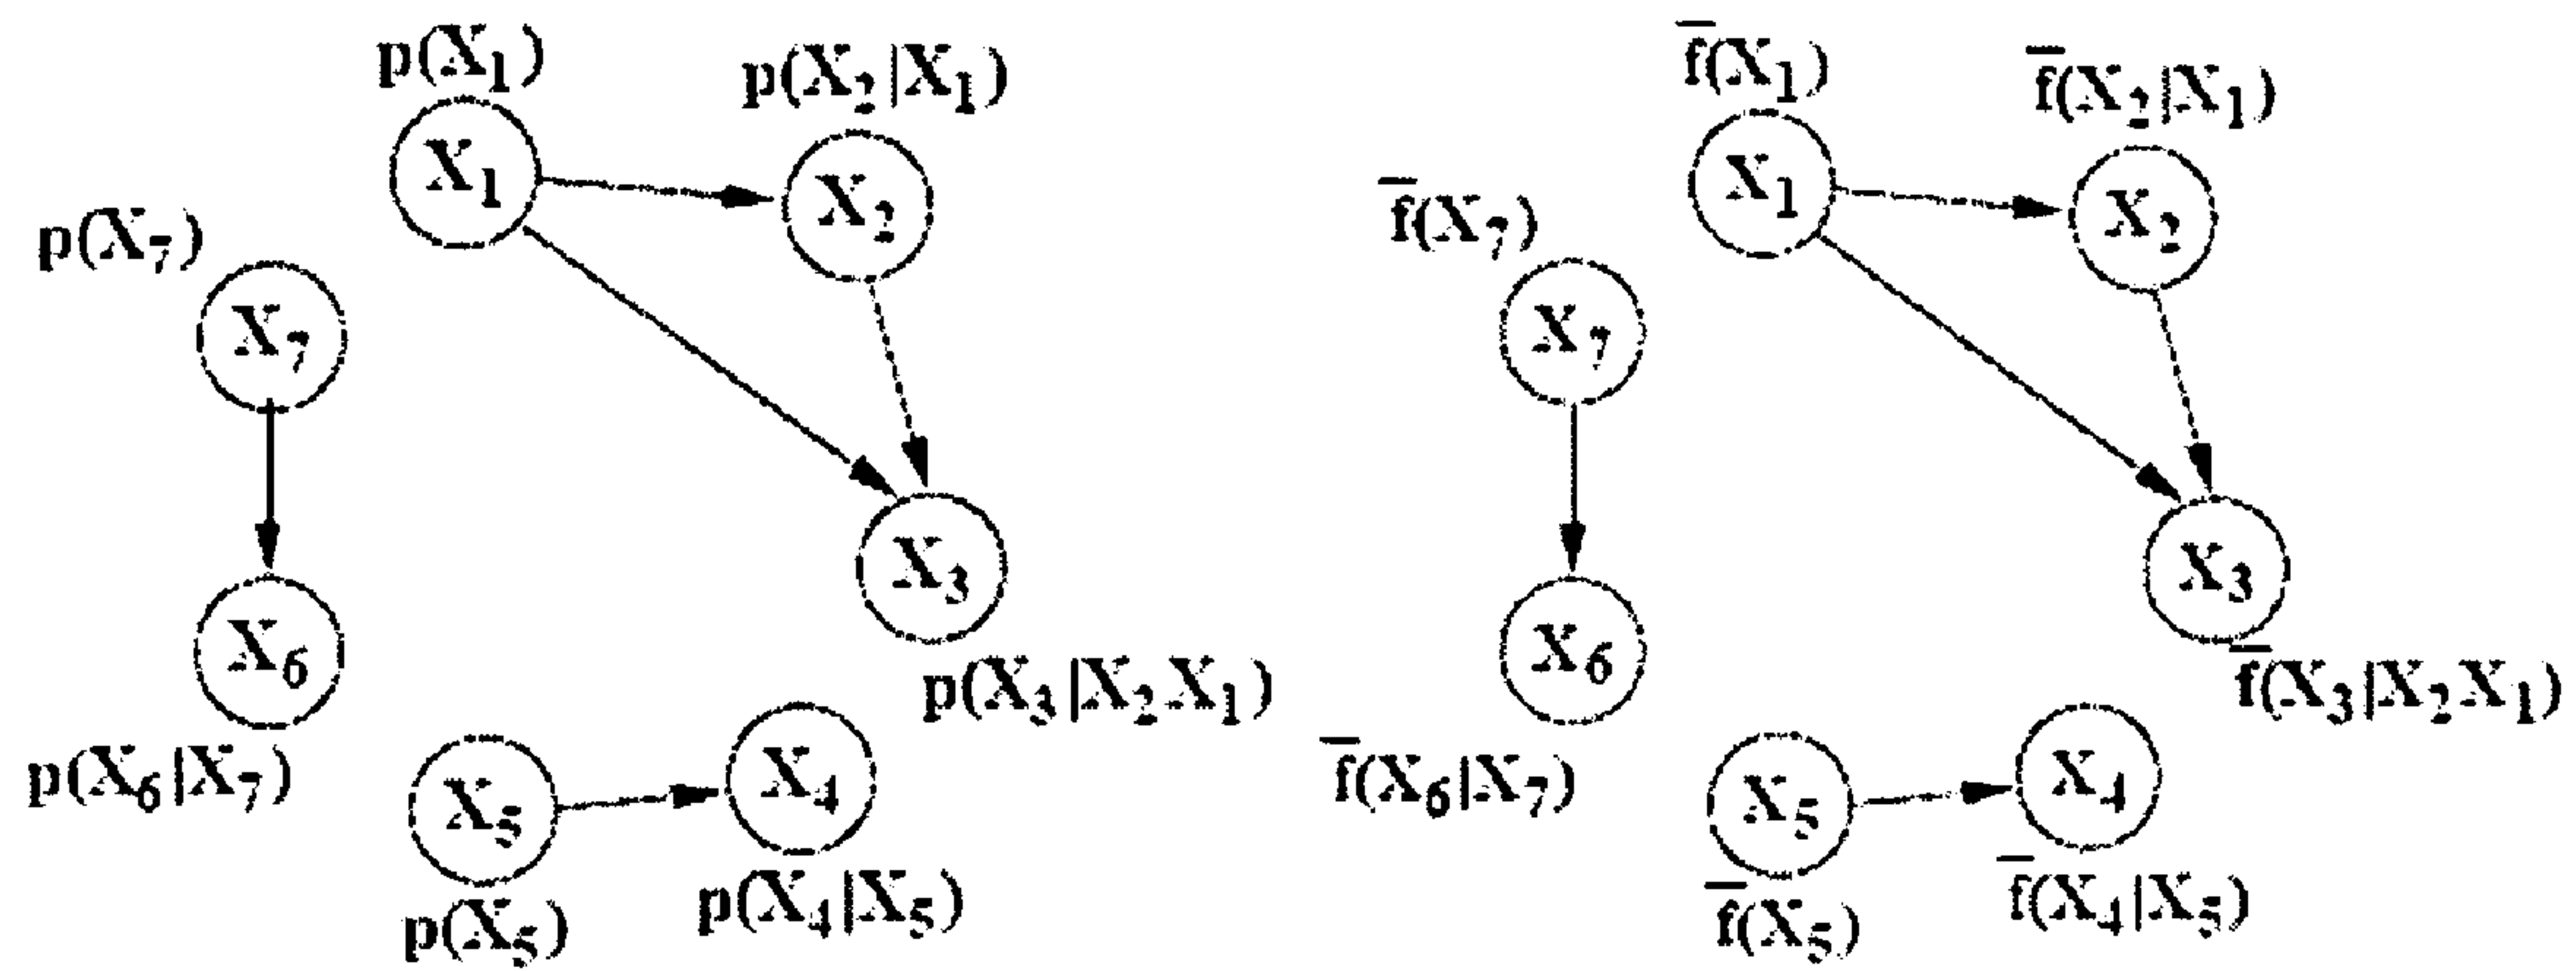 p(X₁)
p(X₂|X₁)
X₁
X₂
p(X₇)
X₇
X₃
X₆
p(X₃|X₂X₁)
p(X₆|X₇)
X₅
X₄
p(X₅)
p(X₄|X₅)
f̅(X₁)
f̅(X₂|X₁)
X₁
X₂
f̅(X₇)
X₇
X₃
X₆
f̅(X₃|X₂X₁)
f̅(X₆|X₇)
X₅
X₄
f̅(X₅)
f̅(X₄|X₅)